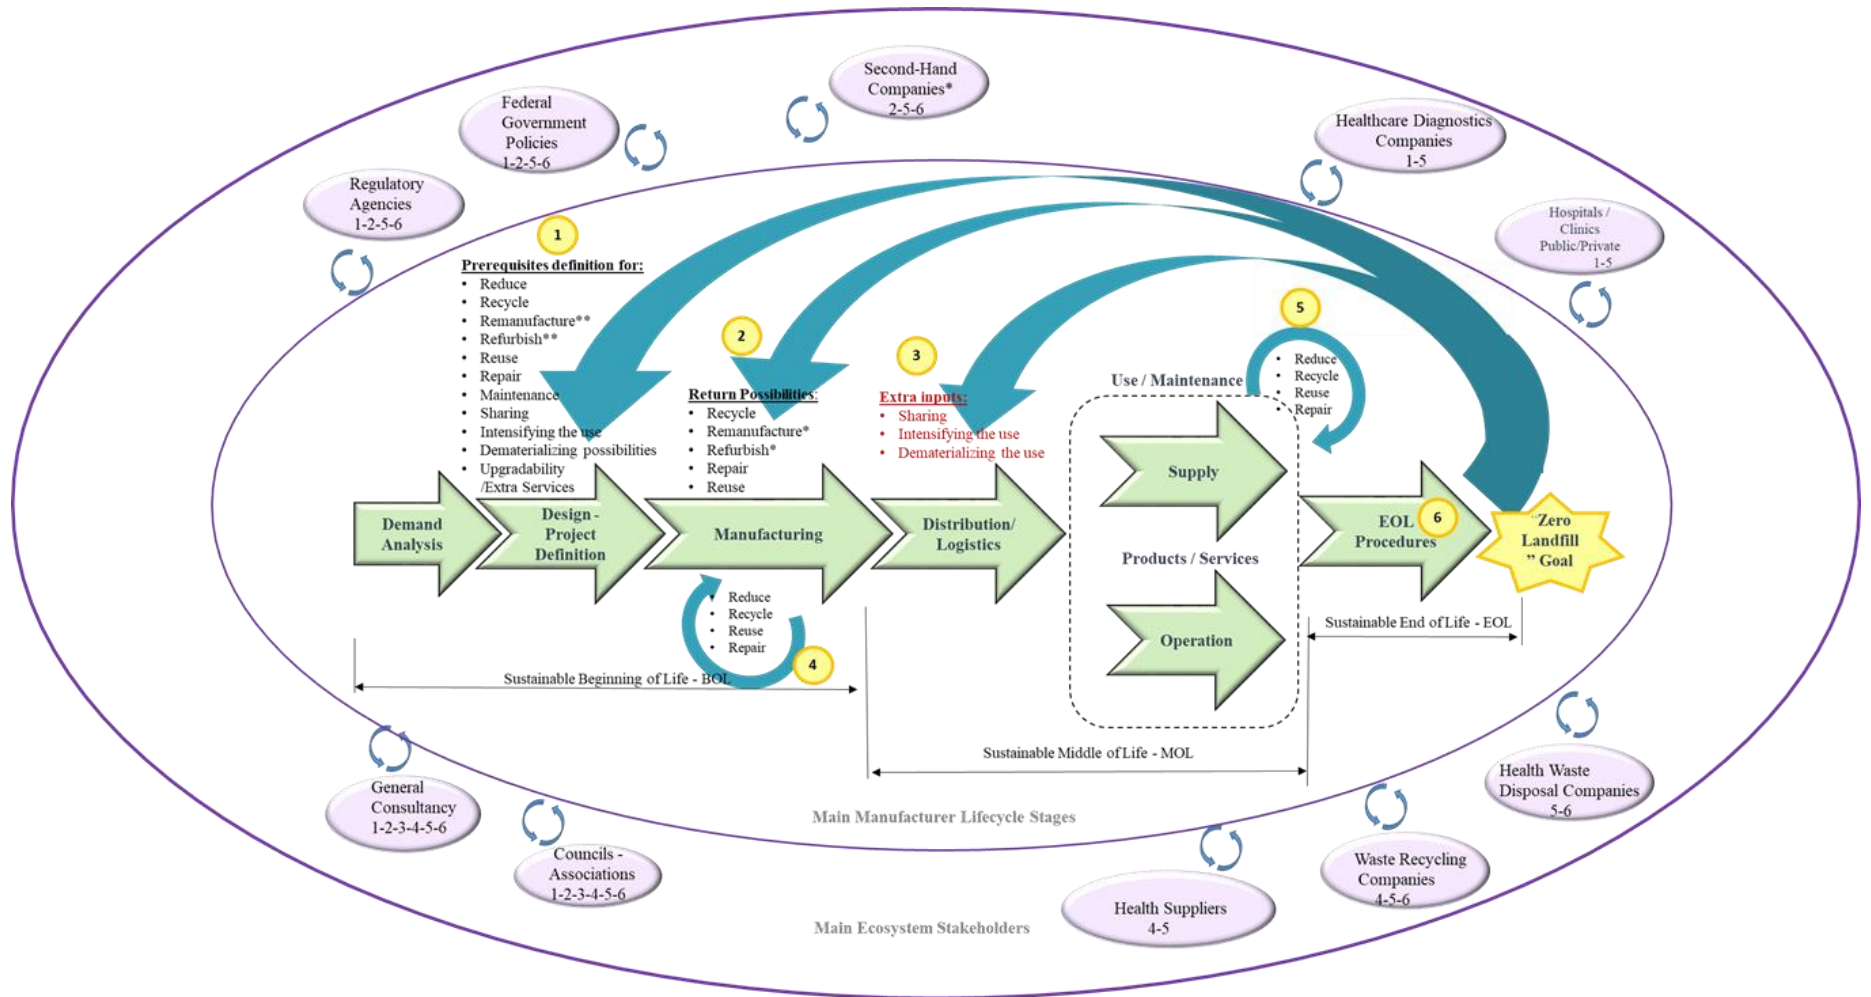 Second-Hand
Companies*
2-5-6
Federal
Government
Policies
1-2-5-6
Healthcare Diagnostics
Companies
1-5
Regulatory
Agencies
1-2-5-6
Hospitals /
Clinics
Public/Private
1-5
1
Prerequisites definition for:
• Reduce
• Recycle
• Remanufacture**
• Refurbish**
• Reuse
• Repair
• Maintenance
• Sharing
• Intensifying the use
• Dematerializing possibilities
• Upgradability
/Extra Services
2
Return Possibilities:
• Recycle
• Remanufacture*
• Refurbish*
• Repair
• Reuse
3
Extra inputs:
• Sharing
• Intensifying the use
• Dematerializing the use
5
• Reduce
• Recycle
• Reuse
• Repair
Use / Maintenance
Demand
Analysis
Design -
Project
Definition
Manufacturing
Distribution/
Logistics
Supply
Products / Services
Operation
EOL
Procedures
6
"Zero
Landfill
" Goal
• Reduce
• Recycle
• Reuse
• Repair
4
Sustainable Beginning of Life - BOL
Sustainable End of Life - EOL
Sustainable Middle of Life - MOL
Main Manufacturer Lifecycle Stages
General
Consultancy
1-2-3-4-5-6
Councils -
Associations
1-2-3-4-5-6
Health Waste
Disposal Companies
5-6
Waste Recycling
Companies
4-5-6
Health Suppliers
4-5
Main Ecosystem Stakeholders